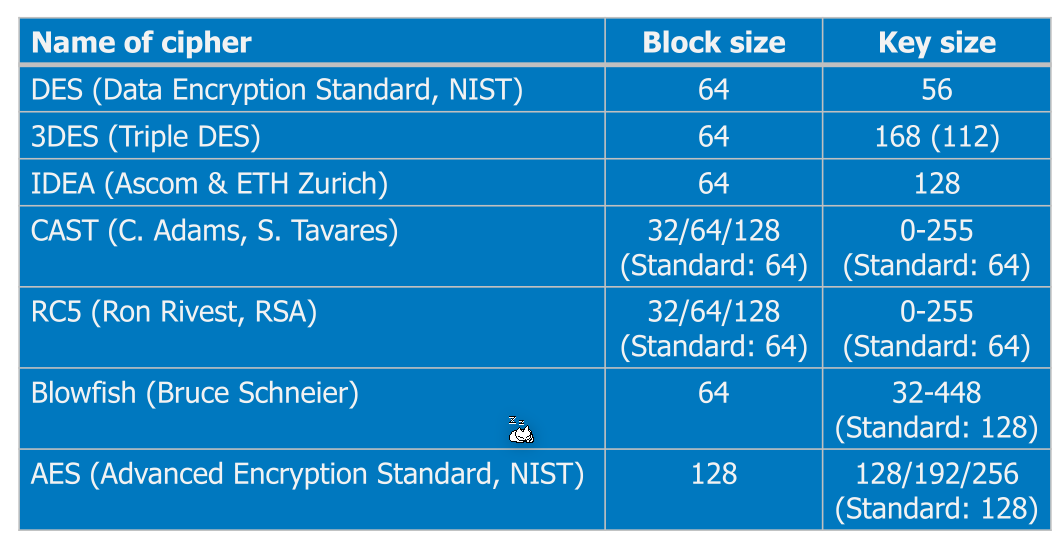 Name of cipher Block size Key size
DES (Data Encryption Standard, NIST) 64 56
3DES (Triple DES) 64 168 (112)
IDEA (Ascom & ETH Zurich) 64 128
CAST (C. Adams, S. Tavares) 32/64/128 0-255
(Standard: 64) (Standard: 64)
RC5 (Ron Rivest, RSA) 32/64/128 0-255
(Standard: 64) (Standard: 64)
Blowfish (Bruce Schneier) 64 32-448
(Standard: 128)
zz
AES (Advanced Encryption Standard, NIST) 128 128/192/256
(Standard: 128)